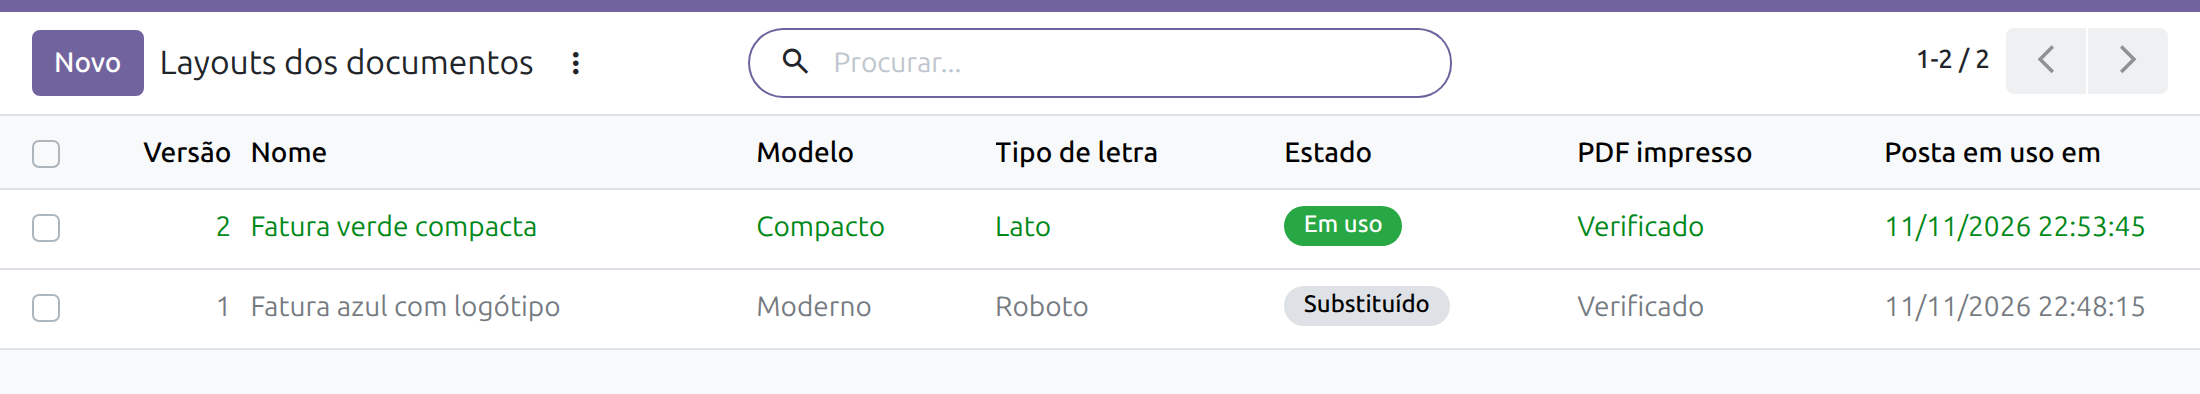 Novo Layouts dos documentos Procurar... 1-2 / 2
Versão Nome Modelo Tipo de letra Estado PDF impresso Posta em uso em
2 Fatura verde compacta Compacto Lato Em uso Verificado 11/11/2026 22:53:45
1 Fatura azul com logótipo Moderno Roboto Substituído Verificado 11/11/2026 22:48:15